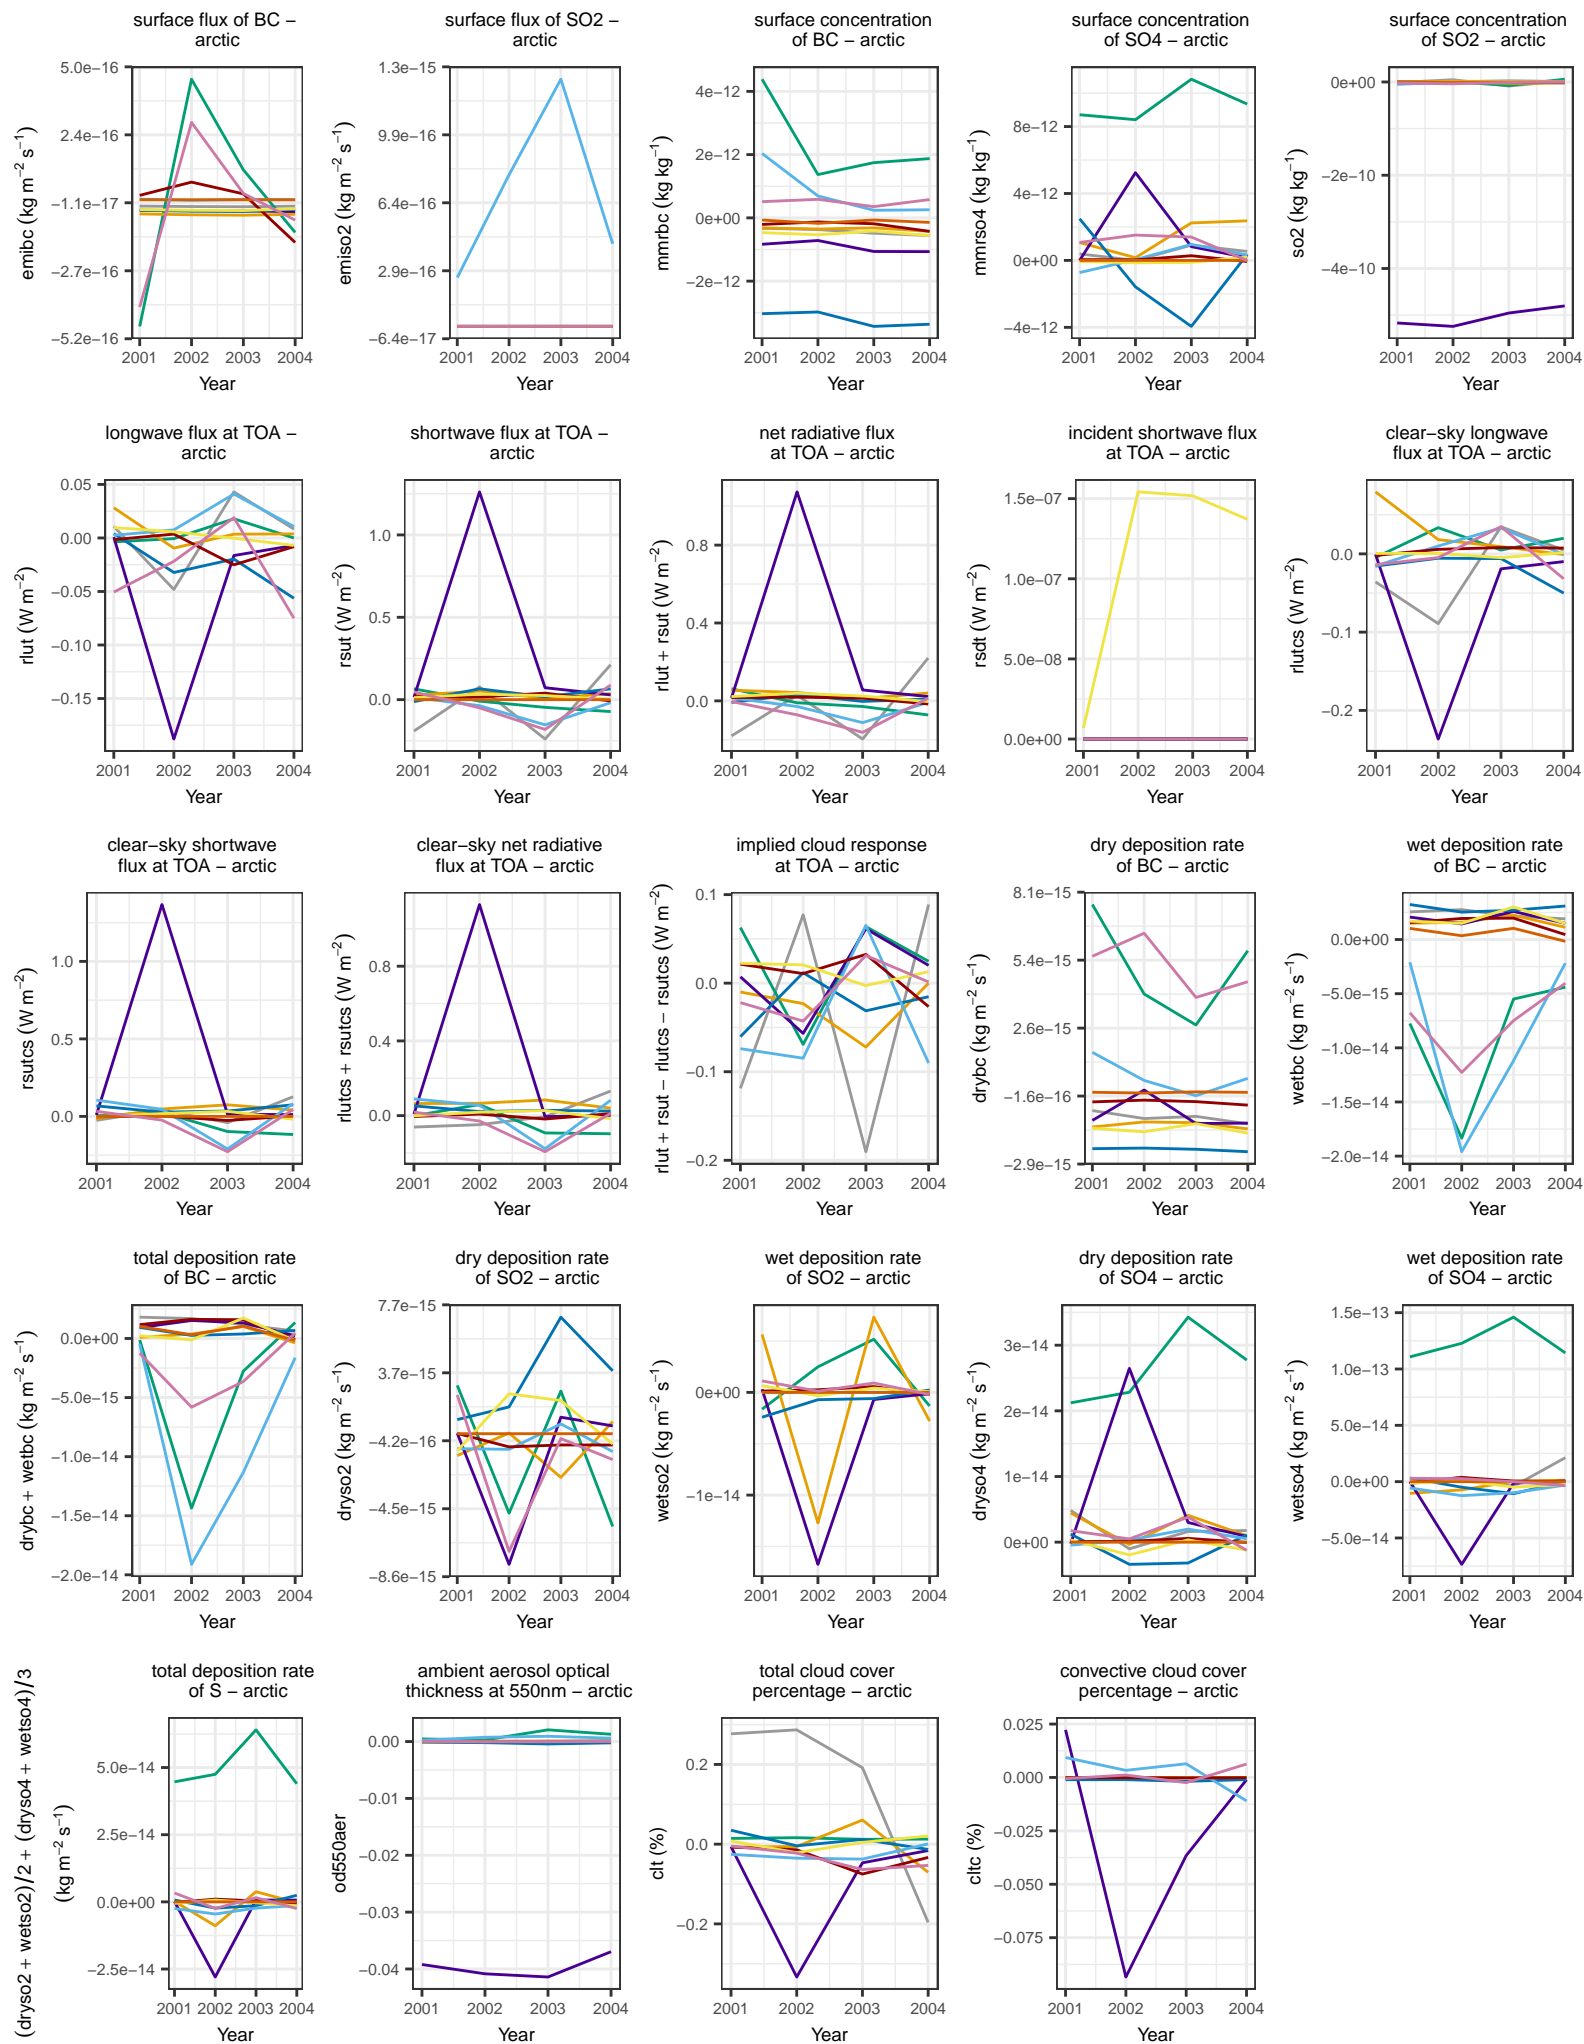 surface flux of BC −
arctic
5.0e−16
2.4e−16
−1.1e−17
−2.7e−16
−5.2e−16
emibc (kg m−2 s−1)
2001 2002 2003 2004
Year
surface flux of SO2 −
arctic
1.3e−15
9.9e−16
6.4e−16
2.9e−16
−6.4e−17
emiso2 (kg m−2 s−1)
2001 2002 2003 2004
Year
surface concentration
of BC − arctic
4e−12
2e−12
0e+00
−2e−12
mmrbc (kg kg−1)
2001 2002 2003 2004
Year
surface concentration
of SO4 − arctic
8e−12
4e−12
0e+00
−4e−12
mmrso4 (kg kg−1)
2001 2002 2003 2004
Year
surface concentration
of SO2 − arctic
0e+00
−2e−10
−4e−10
so2 (kg kg−1)
2001 2002 2003 2004
Year
longwave flux at TOA −
arctic
0.05
0.00
−0.05
−0.10
−0.15
rlut (W m−2)
2001 2002 2003 2004
Year
shortwave flux at TOA −
arctic
1.0
0.5
0.0
rsut (W m−2)
2001 2002 2003 2004
Year
net radiative flux
at TOA − arctic
0.8
0.4
0.0
rlut + rsut (W m−2)
2001 2002 2003 2004
Year
incident shortwave flux
at TOA − arctic
1.5e−07
1.0e−07
5.0e−08
0.0e+00
rsdt (W m−2)
2001 2002 2003 2004
Year
clear−sky longwave
flux at TOA − arctic
0.0
−0.1
−0.2
rlutcs (W m−2)
2001 2002 2003 2004
Year
clear−sky shortwave
flux at TOA − arctic
1.0
0.5
0.0
rsutcs (W m−2)
2001 2002 2003 2004
Year
clear−sky net radiative
flux at TOA − arctic
0.8
0.4
0.0
rlutcs + rsutcs (W m−2)
2001 2002 2003 2004
Year
implied cloud response
at TOA − arctic
0.1
0.0
−0.1
−0.2
rlut + rsut − rlutcs − rsutcs (W m−2)
2001 2002 2003 2004
Year
dry deposition rate
of BC − arctic
8.1e−15
5.4e−15
2.6e−15
−1.6e−16
−2.9e−15
drybc (kg m−2 s−1)
2001 2002 2003 2004
Year
wet deposition rate
of BC − arctic
0.0e+00
−5.0e−15
−1.0e−14
−1.5e−14
−2.0e−14
wetbc (kg m−2 s−1)
2001 2002 2003 2004
Year
total deposition rate
of BC − arctic
0.0e+00
−5.0e−15
−1.0e−14
−1.5e−14
−2.0e−14
drybc + wetbc (kg m−2 s−1)
2001 2002 2003 2004
Year
dry deposition rate
of SO2 − arctic
7.7e−15
3.7e−15
−4.2e−16
−4.5e−15
−8.6e−15
dryso2 (kg m−2 s−1)
2001 2002 2003 2004
Year
wet deposition rate
of SO2 − arctic
0e+00
−1e−14
wetso2 (kg m−2 s−1)
2001 2002 2003 2004
Year
dry deposition rate
of SO4 − arctic
3e−14
2e−14
1e−14
0e+00
dryso4 (kg m−2 s−1)
2001 2002 2003 2004
Year
wet deposition rate
of SO4 − arctic
1.5e−13
1.0e−13
5.0e−14
0.0e+00
−5.0e−14
wetso4 (kg m−2 s−1)
2001 2002 2003 2004
Year
total deposition rate
of S − arctic
5.0e−14
2.5e−14
0.0e+00
−2.5e−14
(dryso2 + wetso2)/2 + (dryso4 + wetso4)/3
(kg m−2 s−1)
2001 2002 2003 2004
Year
ambient aerosol optical
thickness at 550nm − arctic
0.00
−0.01
−0.02
−0.03
−0.04
od550aer
2001 2002 2003 2004
Year
total cloud cover
percentage − arctic
0.2
0.0
−0.2
clt (%)
2001 2002 2003 2004
Year
convective cloud cover
percentage − arctic
0.025
0.000
−0.025
−0.050
−0.075
cltc (%)
2001 2002 2003 2004
Year